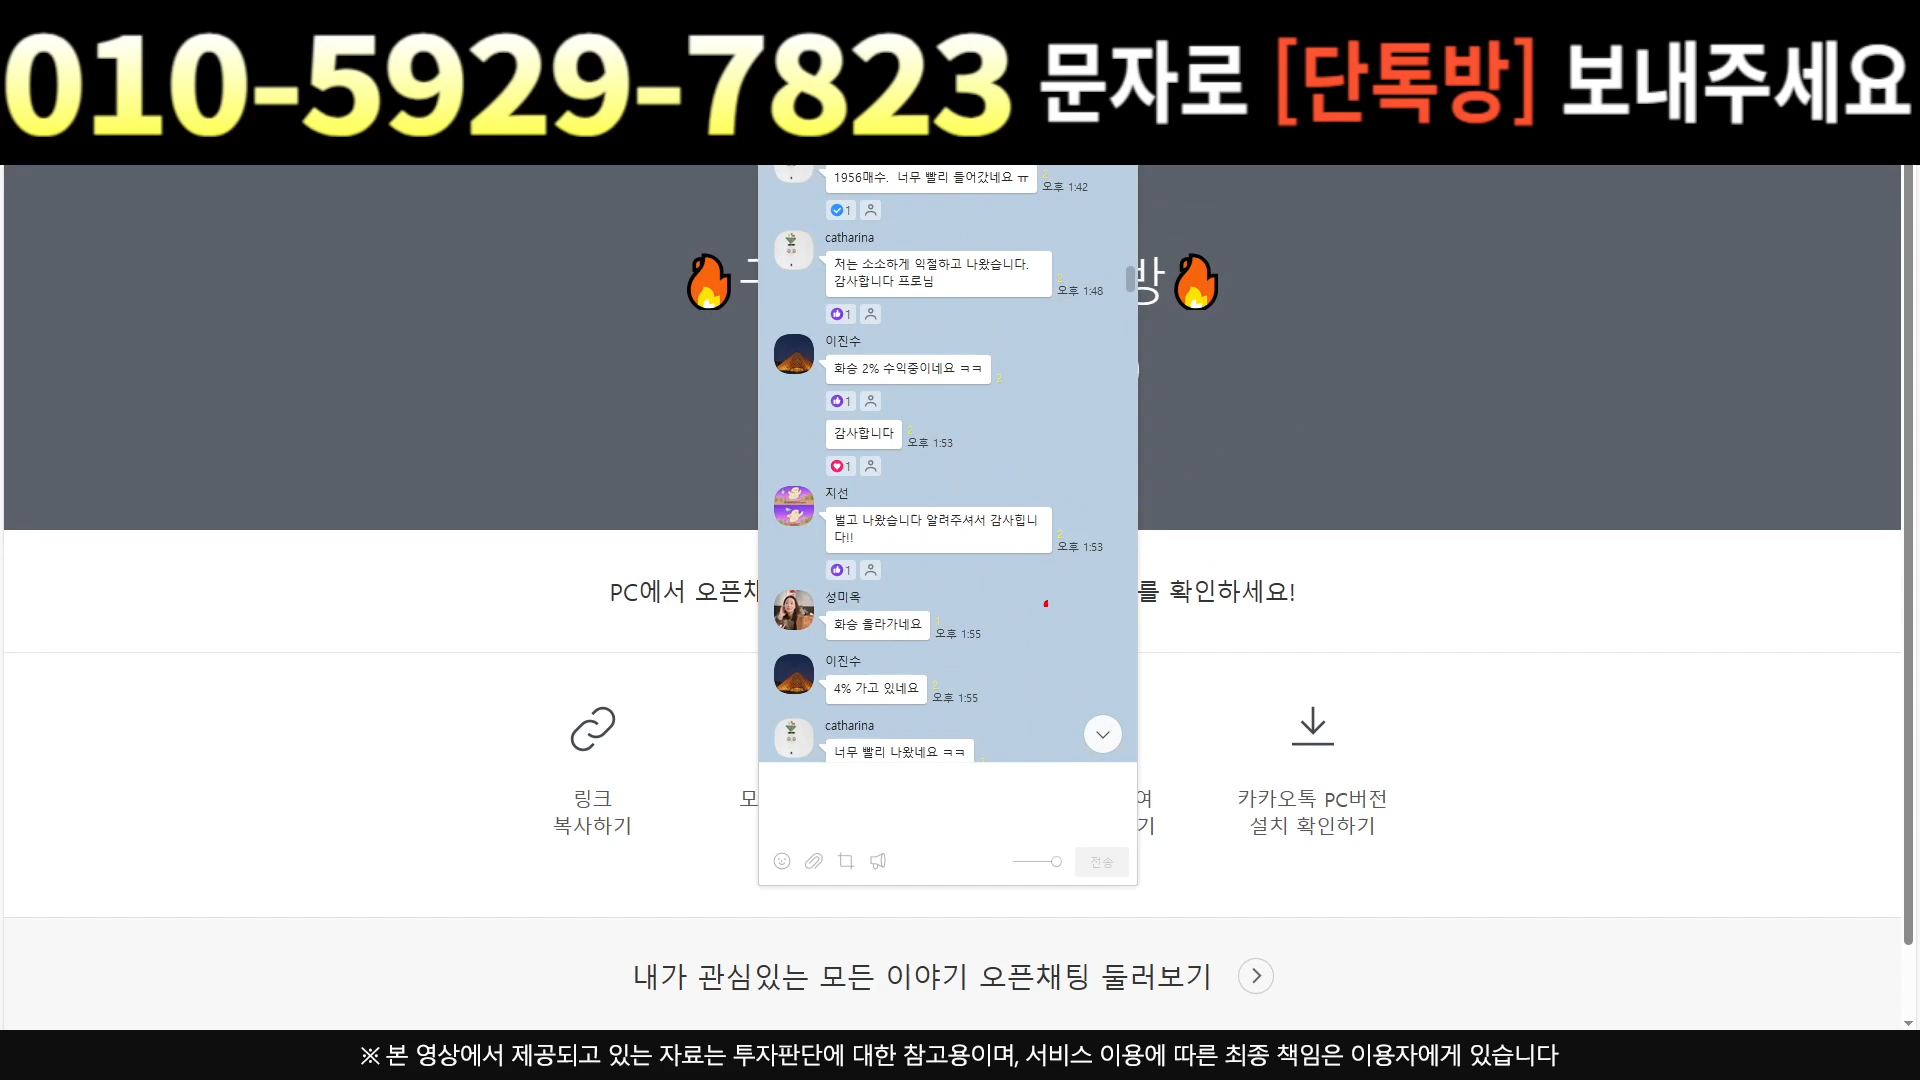 010-5929-7823 문자로 [단톡방] 보내주세요
1956매수. 너무 빨리 들어갔네요 ㅠ
2
오후 1:42
1
catharina
저는 소소하게 익절하고 나왔습니다.
감사합니다 프로님
2
오후 1:48
1
방
이진수
화승 2% 수익중이네요 ㅋㅋ
2
1
감사합니다
2
오후 1:53
1
지선
벌고 나왔습니다 알려주셔서 감사힙니
다!!
2
오후 1:53
1
PC에서 오픈채
를 확인하세요!
성미옥
화승 올라가네요
오후 1:55
이진수
4% 가고 있네요
2
오후 1:55
catharina
너무 빨리 나왔네요 ㅋㅋ
링크
복사하기
모
여
기
카카오톡 PC버전
설치 확인하기
전송
내가 관심있는 모든 이야기 오픈채팅 둘러보기
※ 본 영상에서 제공되고 있는 자료는 투자판단에 대한 참고용이며, 서비스 이용에 따른 최종 책임은 이용자에게 있습니다